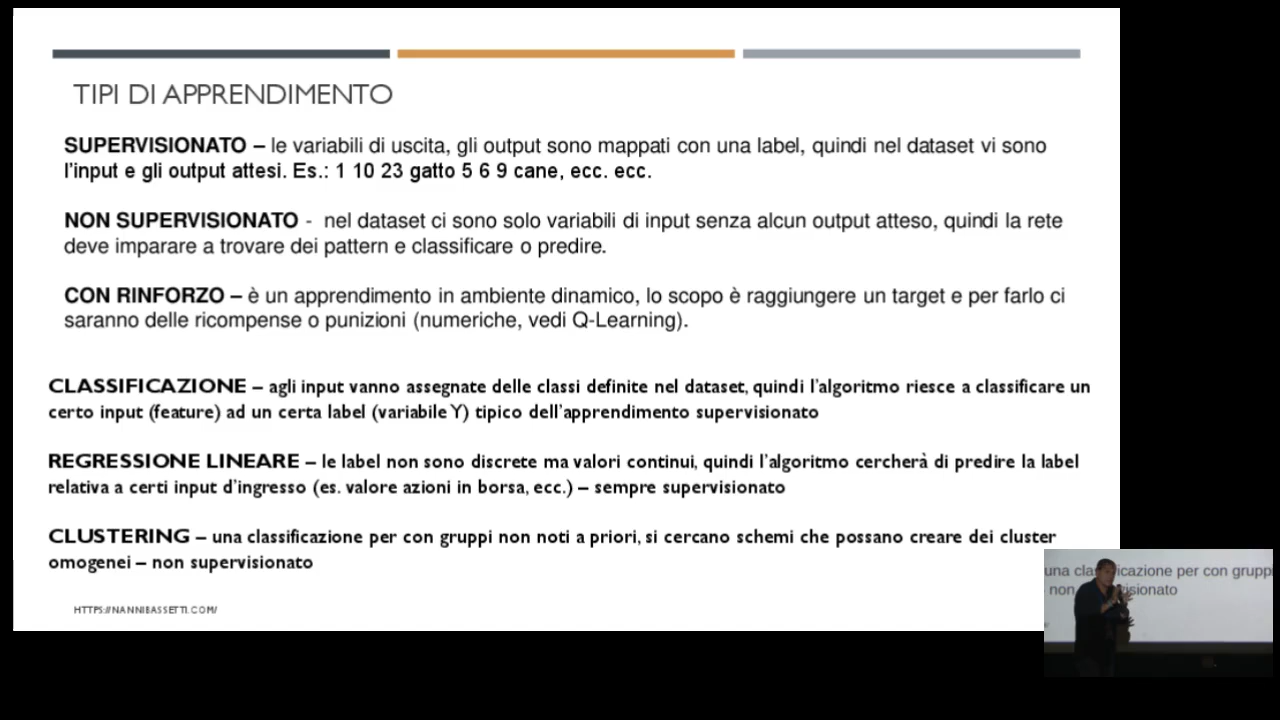 TIPI DI APPRENDIMENTO
SUPERVISIONATO – le variabili di uscita, gli output sono mappati con una label, quindi nel dataset vi sono
l'input e gli output attesi. Es.: 1 10 23 gatto 5 6 9 cane, ecc. ecc.
NON SUPERVISIONATO - nel dataset ci sono solo variabili di input senza alcun output atteso, quindi la rete
deve imparare a trovare dei pattern e classificare o predire.
CON RINFORZO – è un apprendimento in ambiente dinamico, lo scopo è raggiungere un target e per farlo ci
saranno delle ricompense o punizioni (numeriche, vedi Q-Learning).
CLASSIFICAZIONE – agli input vanno assegnate delle classi definite nel dataset, quindi l'algoritmo riesce a classificare un
certo input (feature) ad un certa label (variabile Y) tipico dell'apprendimento supervisionato
REGRESSIONE LINEARE – le label non sono discrete ma valori continui, quindi l'algoritmo cercherà di predire la label
relativa a certi input d'ingresso (es. valore azioni in borsa, ecc.) – sempre supervisionato
CLUSTERING – una classificazione per con gruppi non noti a priori, si cercano schemi che possano creare dei cluster
omogenei – non supervisionato
HTTPS://NANNIBASSETTI.COM/
una per con grupp
non